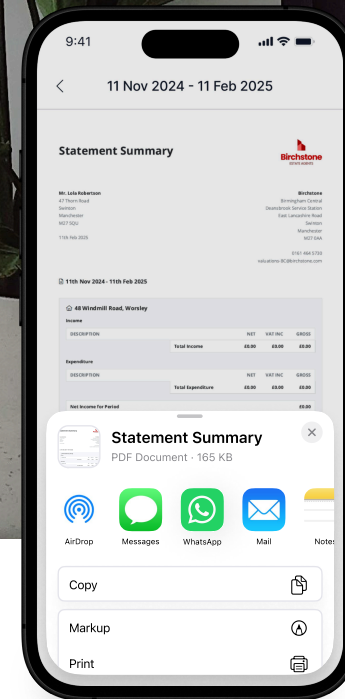 9:41
11 Nov 2024 - 11 Feb 2025
Statement Summary
Birchstone
ESTATE AGENTS
Mr. Lola Robertson
47 Thorn Road
Swinton
Manchester
M27 5QU
11th Feb 2025
Birchstone
Birmingham Central
Deansbrook Service Station
East Lancashire Road
Swinton
Manchester
M27 0AA
0161 464 5735
valuations-BC@birchstone.com
11th Nov 2024 - 11th Feb 2025
48 Windmill Road, Worsley
Income
DESCRIPTION NET VAT INC GROSS
Total Income £0.00 £0.00 £0.00
Expenditure
DESCRIPTION NET VAT INC GROSS
Total Expenditure £0.00 £0.00 £0.00
Net Income for Period £0.00
Statement Summary
PDF Document · 165 KB
AirDrop Messages WhatsApp Mail Notes
Copy
Markup
Print